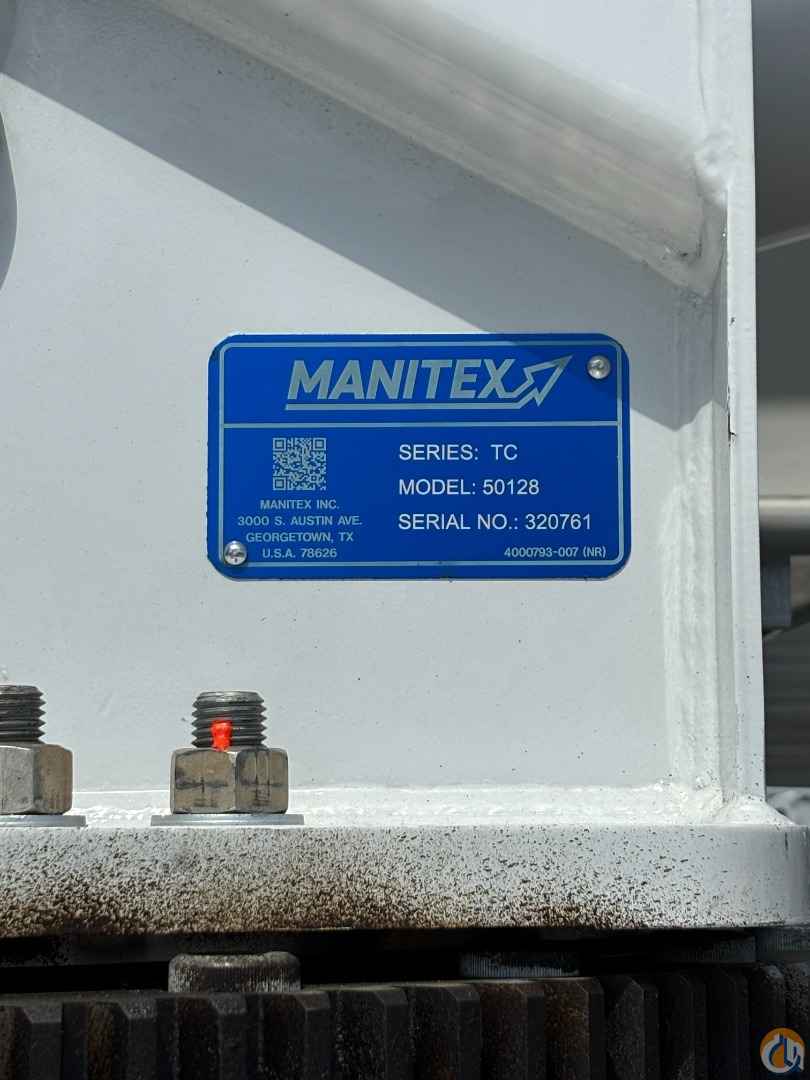 MANITEX
SERIES: TC
MODEL: 50128
SERIAL NO.: 320761
MANITEX INC.
3000 S. AUSTIN AVE.
GEORGETOWN, TX
U.S.A. 78626
4000793-007 (NR)